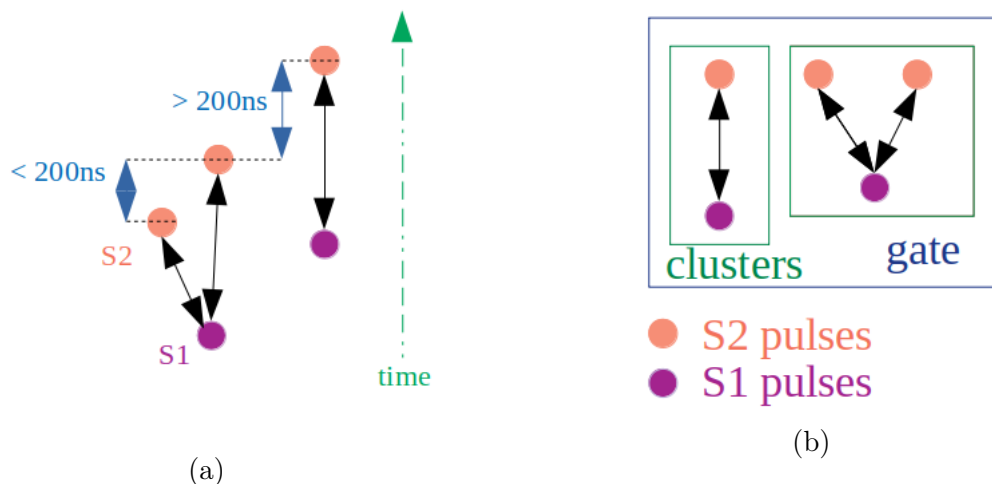 > 200ns
< 200ns
S2
S1
time
(a)
clusters
gate
S2 pulses
S1 pulses
(b)